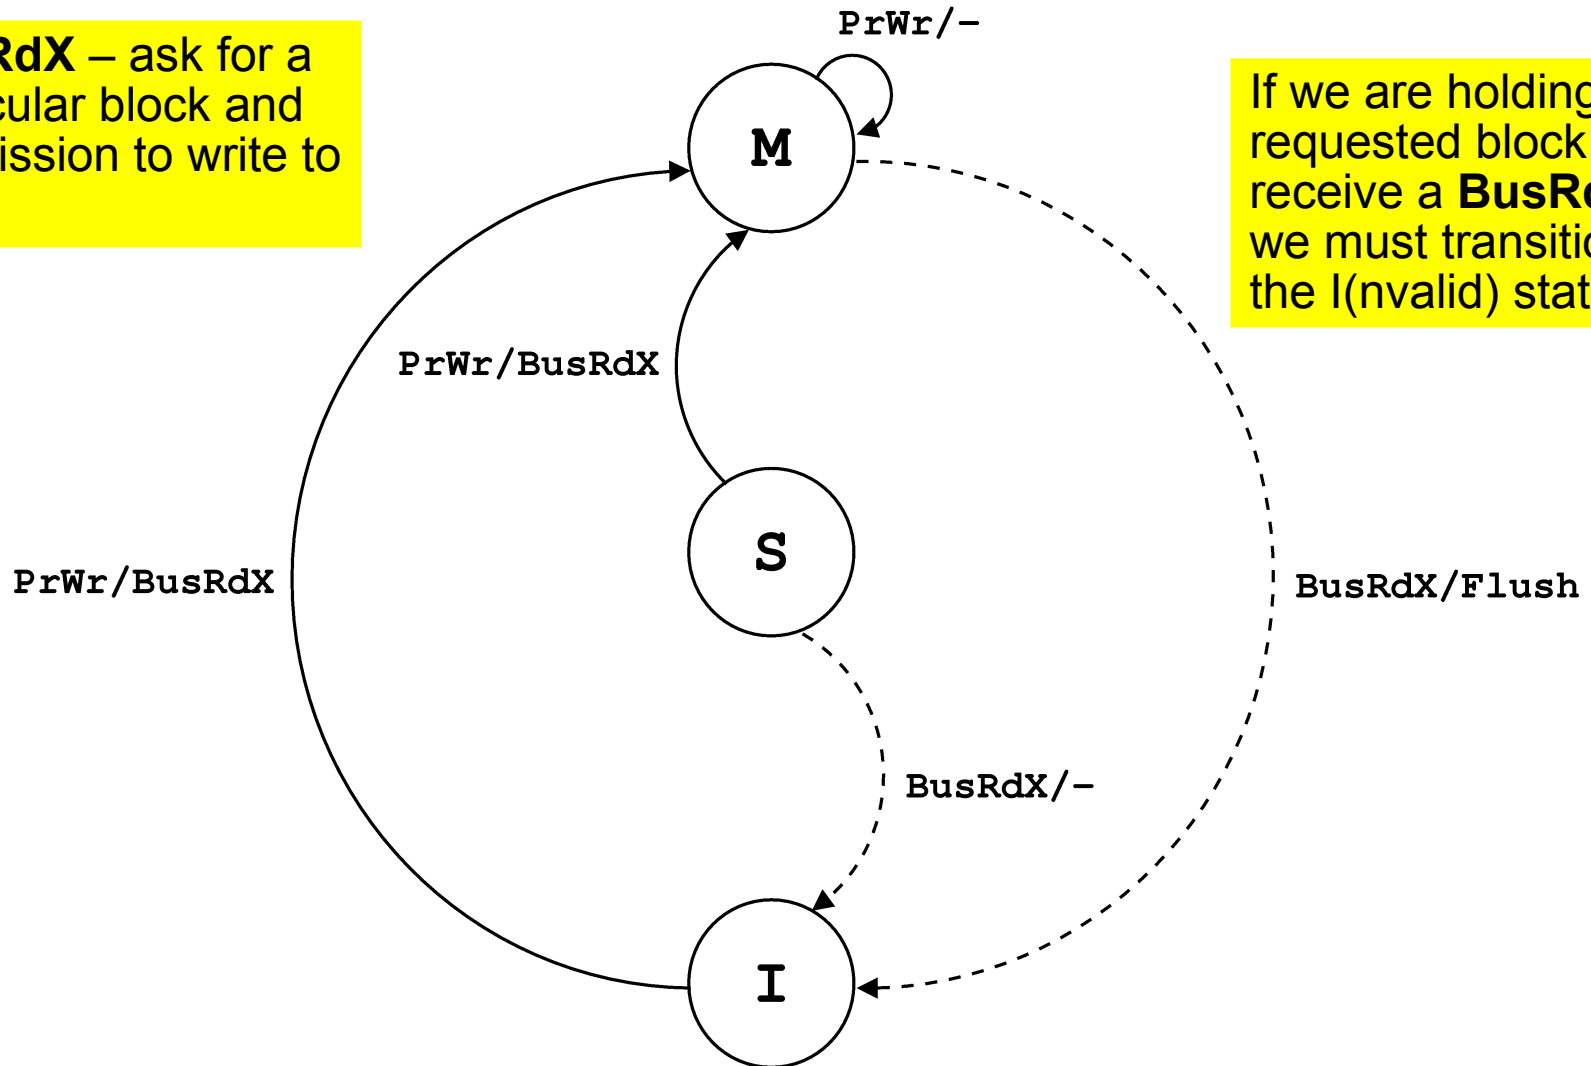 PrWr/-
RdX – ask for a
cular block and
ission to write to
If we are holding
requested block
receive a BusR
we must transitio
the I(nvalid) stat
M
PrWr/BusRdX
S
PrWr/BusRdX
BusRdX/Flush
BusRdX/-
I